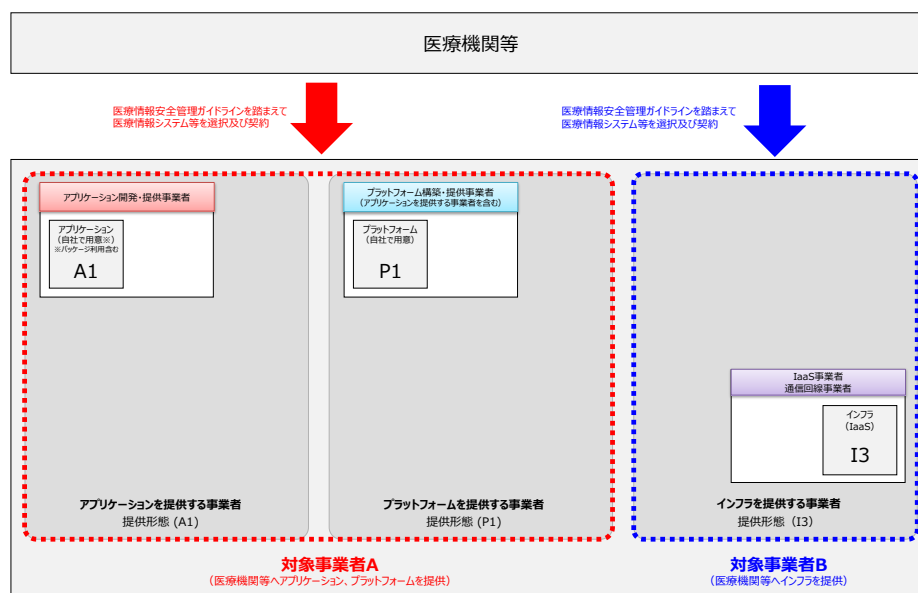 医療機関等
医療情報安全管理ガイドラインを踏まえて
医療情報システム等を選択及び契約
医療情報安全管理ガイドラインを踏まえて
医療情報システム等を選択及び契約
アプリケーション開発・提供事業者
アプリケーション
(自社で用意※)
※パッケージ利用含む
A1
プラットフォーム構築・提供事業者
(アプリケーションを提供する事業者を含む)
プラットフォーム
(自社で用意)
P1
IaaS事業者
通信回線事業者
インフラ
(IaaS)
I3
アプリケーションを提供する事業者
提供形態 (A1)
プラットフォームを提供する事業者
提供形態 (P1)
インフラを提供する事業者
提供形態（I3）
対象事業者A
(医療機関等へアプリケーション、プラットフォームを提供)
対象事業者B
(医療機関等へインフラを提供)